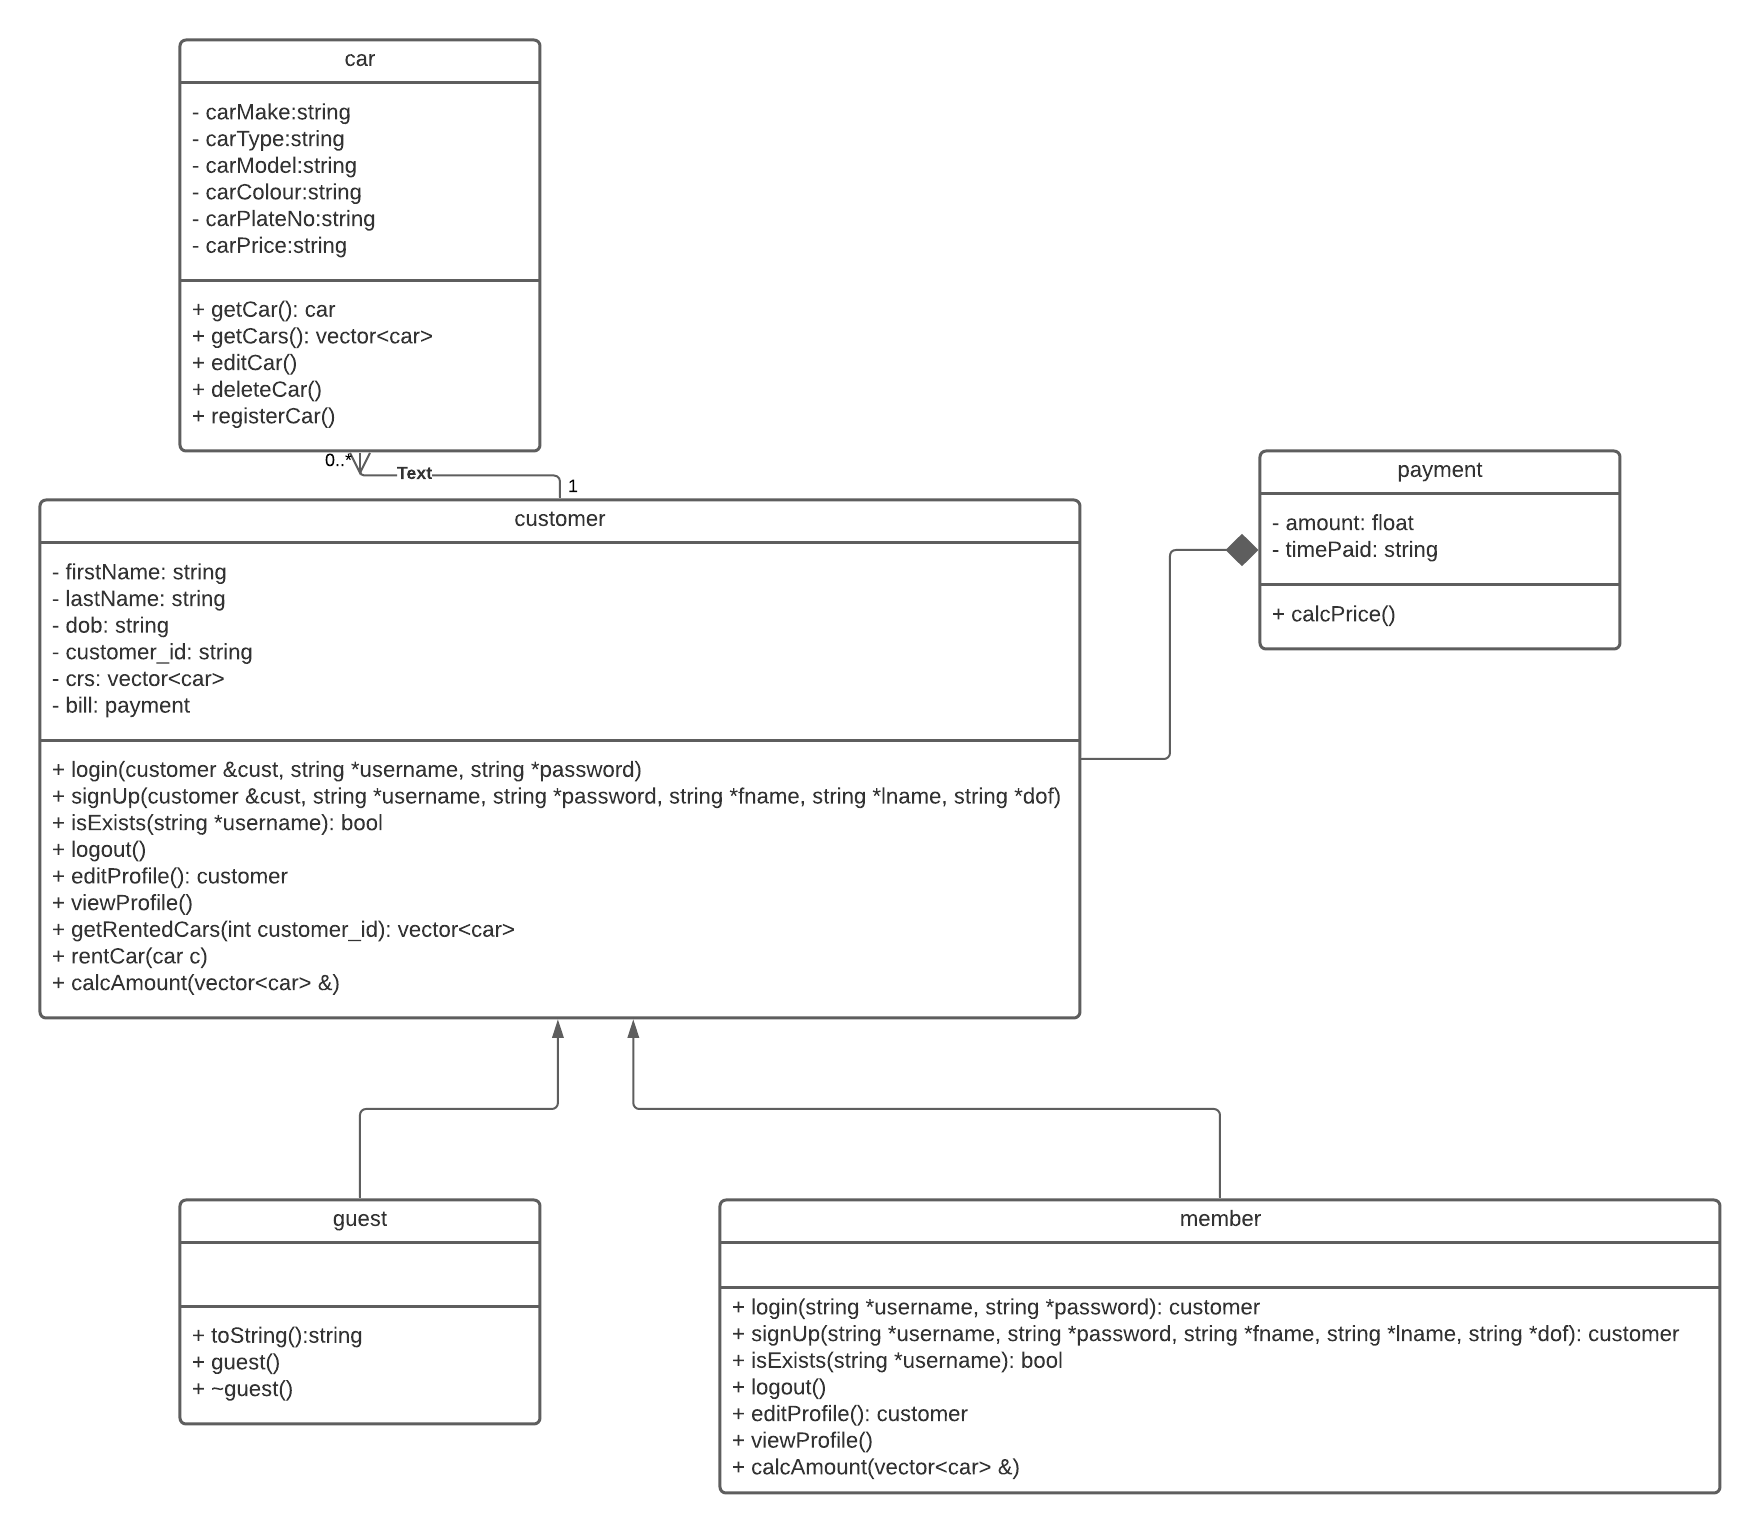 car
- carMake:string
- carType:string
- carModel:string
- carColour:string
- carPlateNo:string
- carPrice:string
+ getCar(): car
+ getCars(): vector<car>
+ editCar()
+ deleteCar()
+ registerCar()
0..*
Text
1
customer
- firstName: string
- lastName: string
- dob: string
- customer_id: string
- crs: vector<car>
- bill: payment
+ login(customer &cust, string *username, string *password)
+ signUp(customer &cust, string *username, string *password, string *fname, string *lname, string *dof)
+ isExists(string *username): bool
+ logout()
+ editProfile(): customer
+ viewProfile()
+ getRentedCars(int customer_id): vector<car>
+ rentCar(car c)
+ calcAmount(vector<car> &)
payment
- amount: float
- timePaid: string
+ calcPrice()
guest
+ toString():string
+ guest()
+ ~guest()
member
+ login(string *username, string *password): customer
+ signUp(string *username, string *password, string *fname, string *lname, string *dof): customer
+ isExists(string *username): bool
+ logout()
+ editProfile(): customer
+ viewProfile()
+ calcAmount(vector<car> &)